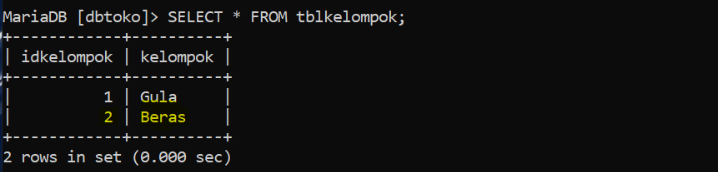 MariaDB [dbtoko]> SELECT * FROM tblkelompok;
+------------+----------+
| idkelompok | kelompok |
+------------+----------+
|          1 | Gula     |
|          2 | Beras    |
+------------+----------+
2 rows in set (0.000 sec)